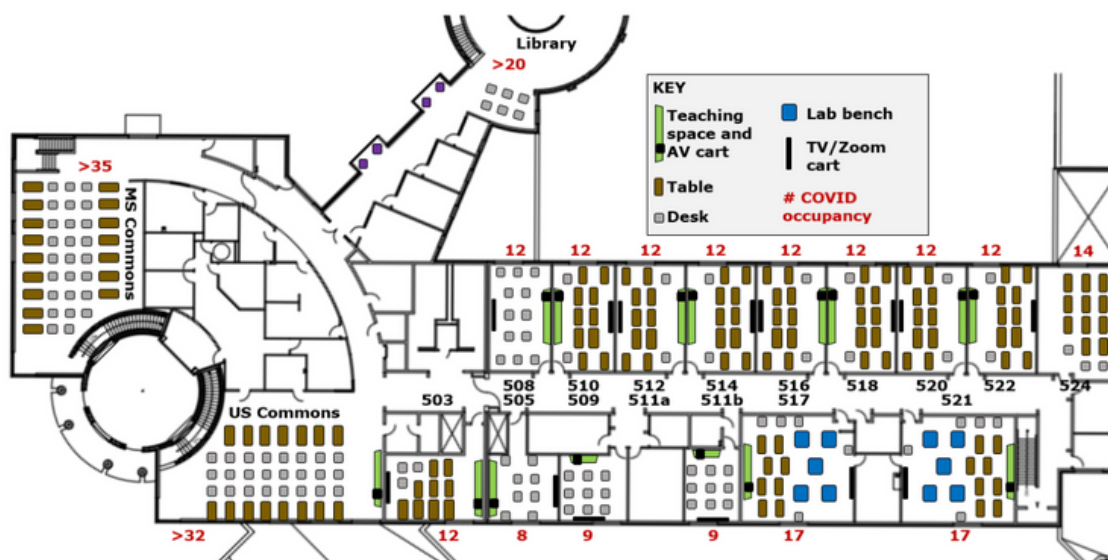 Library
>20
KEY
Teaching
space and
AV cart
Lab bench
TV/Zoom
cart
Table
Desk
# COVID
occupancy
>35
MS Commons
12 12 12 12 12 12 12 12 14
508 510 512 514 516 518 520 522 524
503 505 509 511a 511b 517 521
US Commons
>32 12 8 9 9 17 17